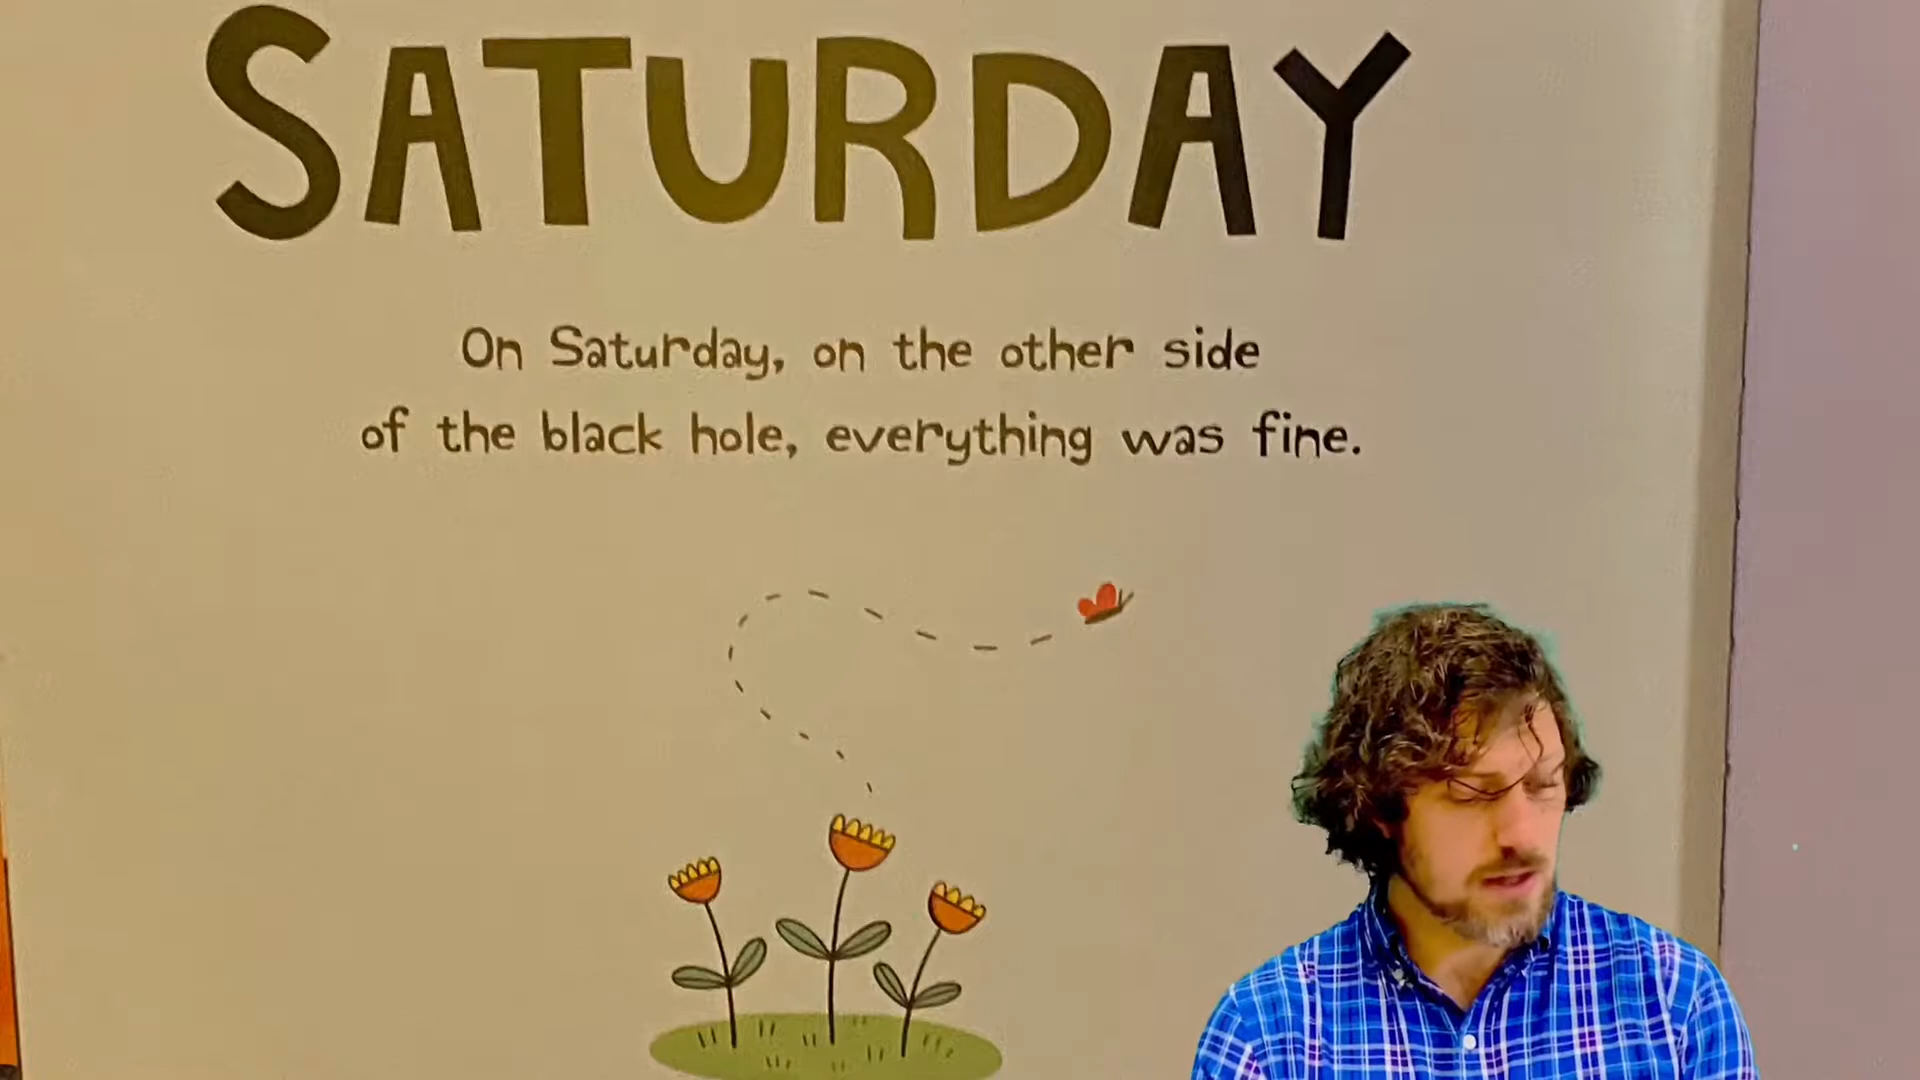 SATURDAY
On Saturday, on the other side
of the black hole, everything was fine.